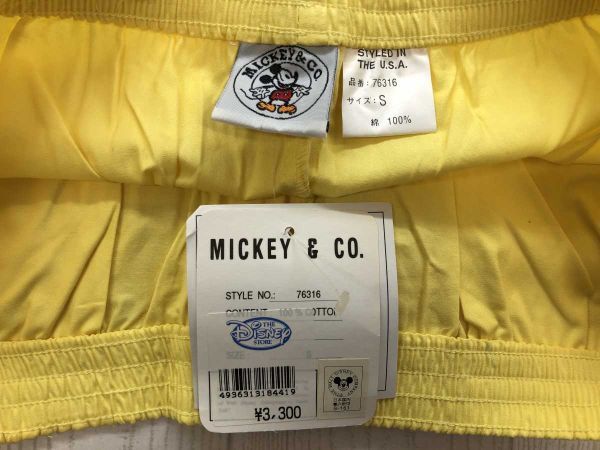 MICKEY & CO
STYLED IN
THE U.S.A.
品番: 76316
サイズ: S
綿 100%
MICKEY & CO.
STYLE NO.: 76316
CONTENT 100% COTTON
THE
DISNEY
STORE
SIZE: S
4936313184419
¥3,300